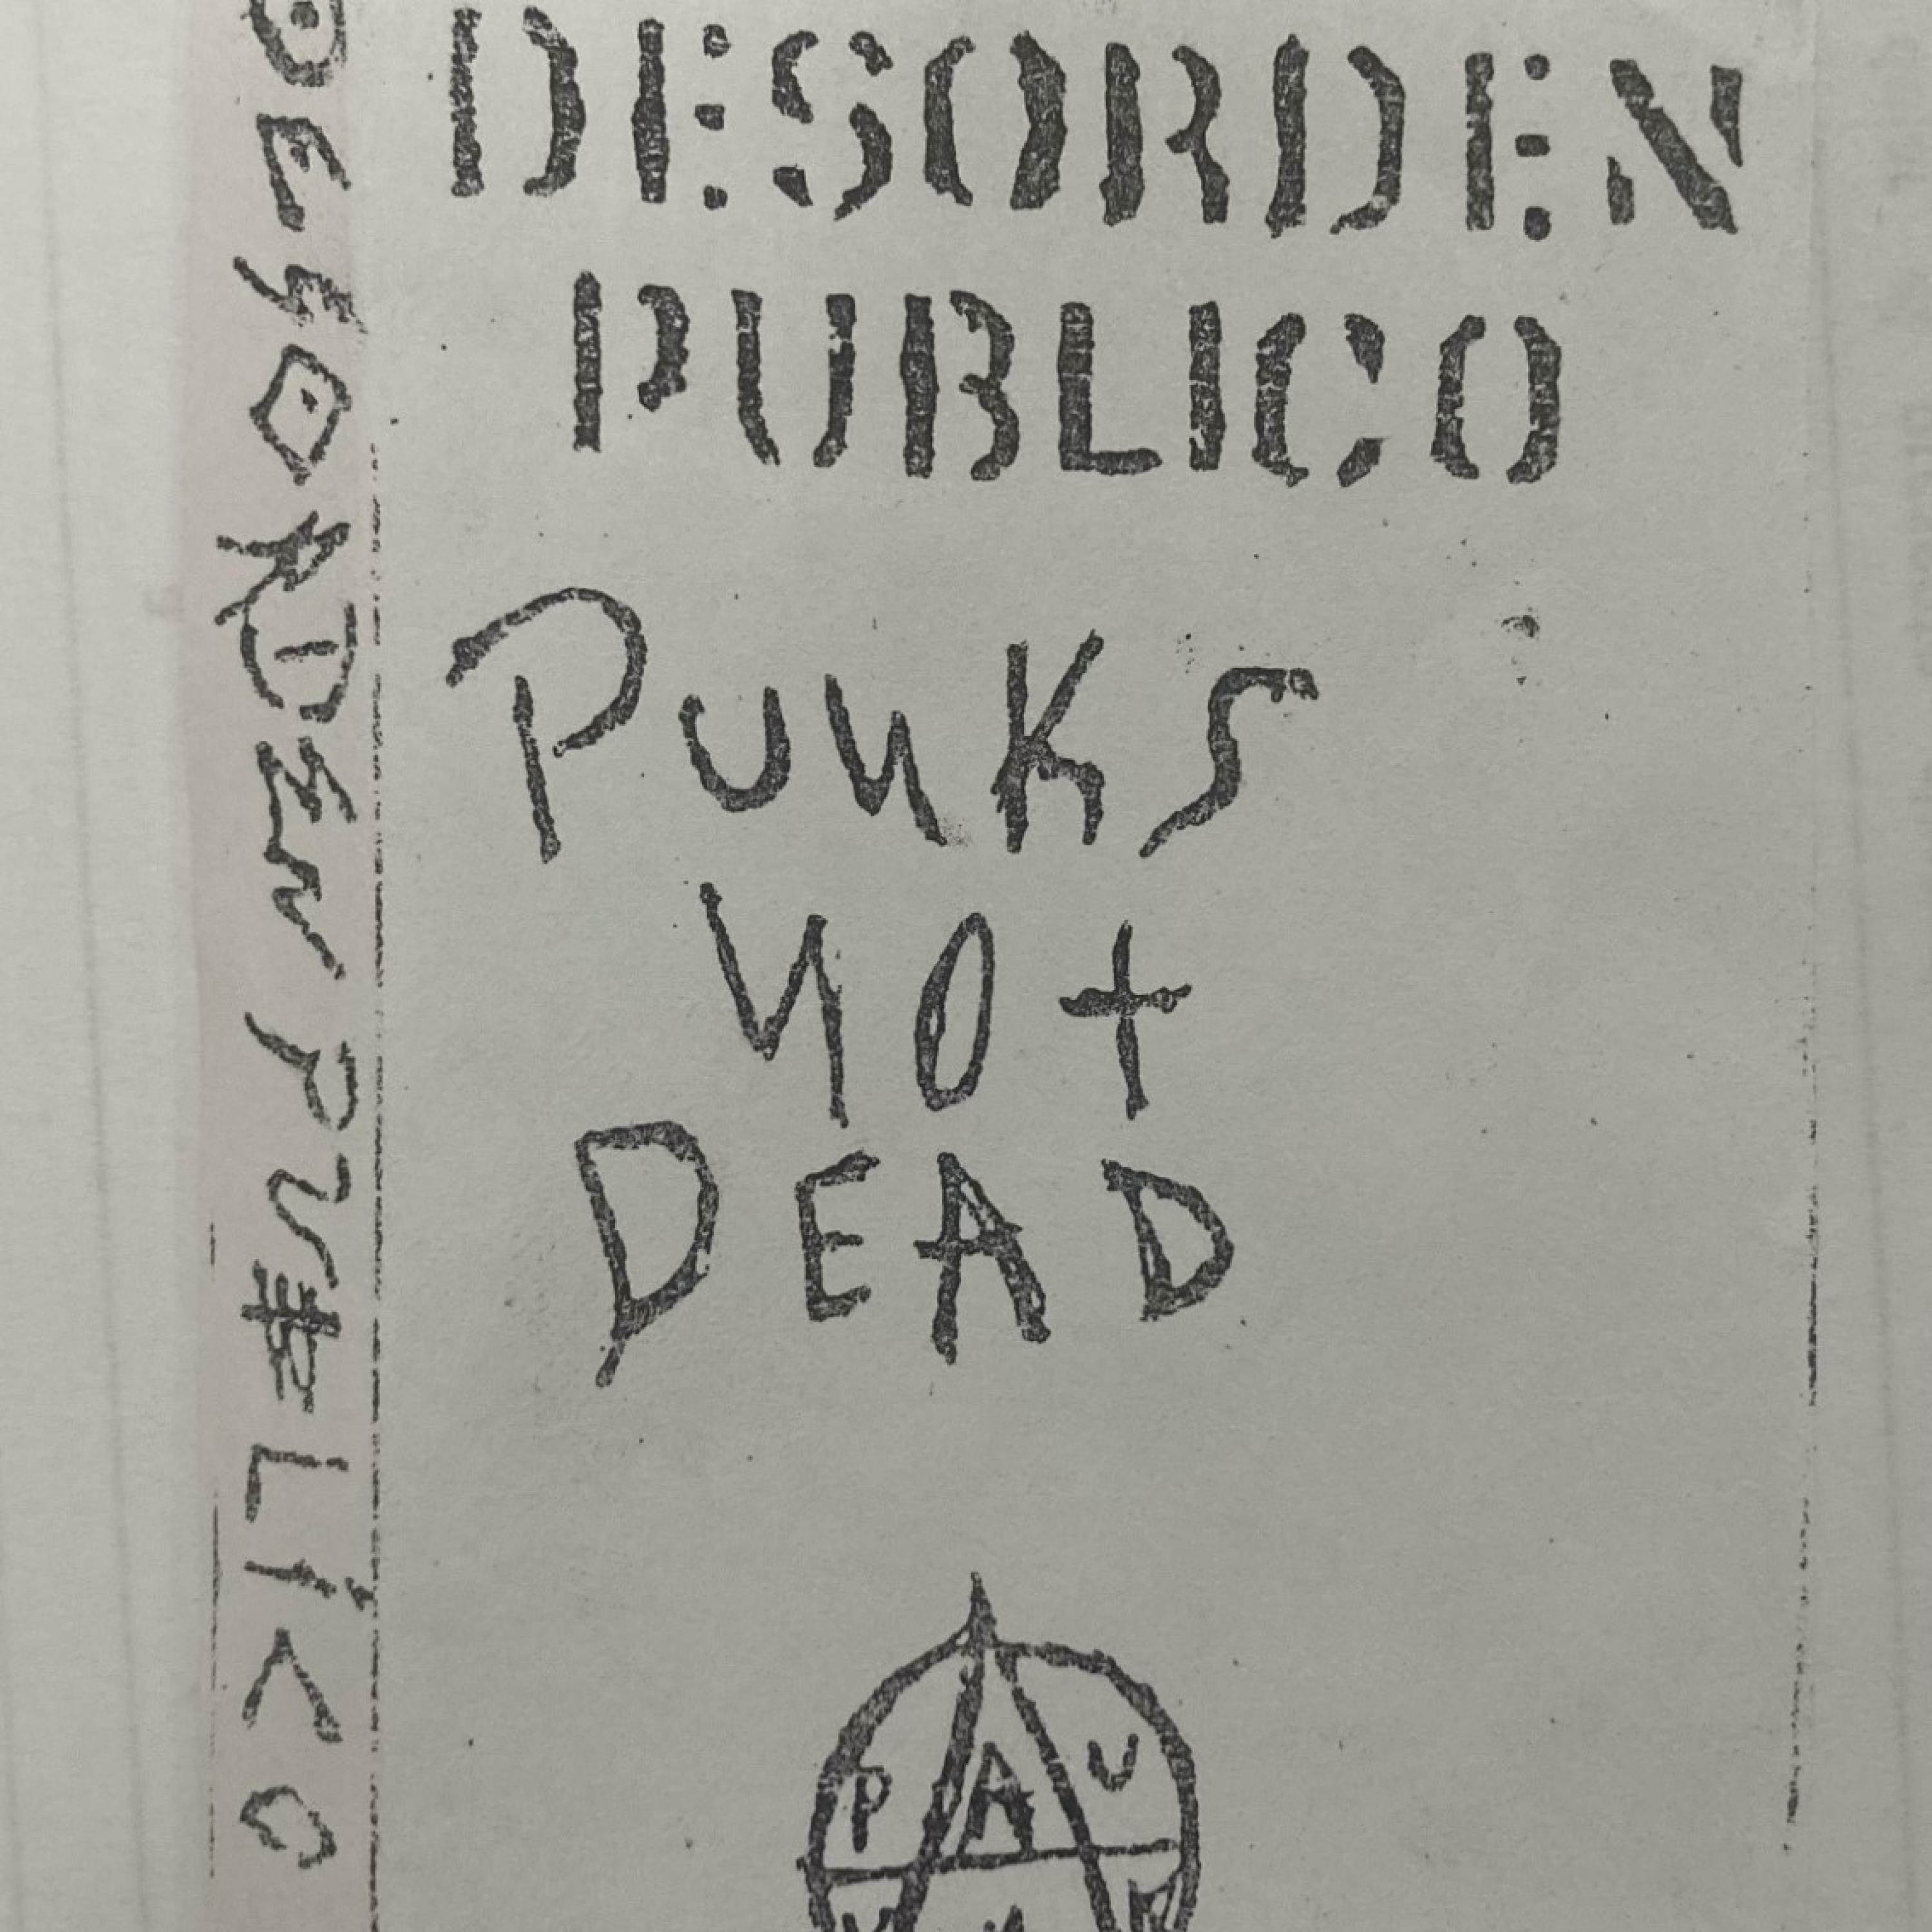 DESORDEN PUBLICO
DESORDEN
PUBLICO
PUNKS
NOT
DEAD
P A U